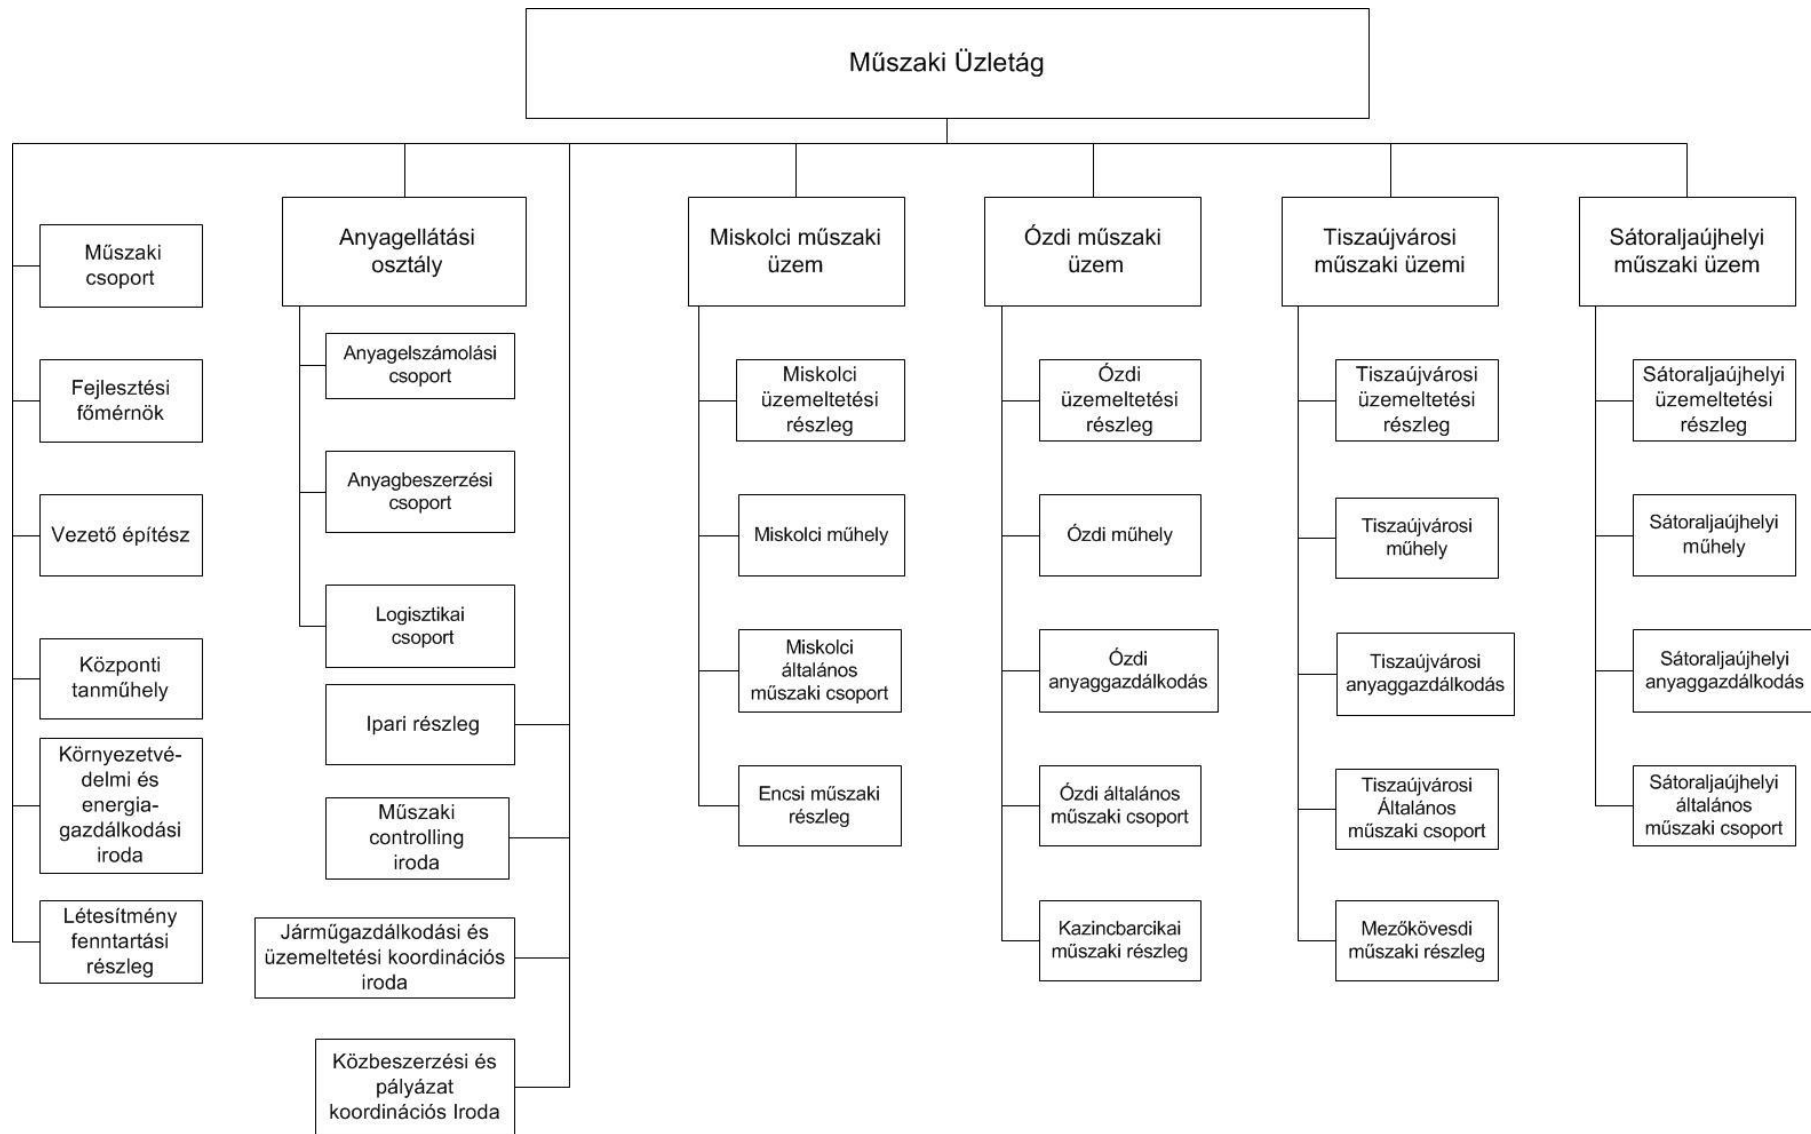 Műszaki Üzletág
Műszaki
csoport
Fejlesztési
főmérnök
Vezető építész
Központi
tanműhely
Környezetvé-
delmi és
energia-
gazdálkodási
iroda
Létesítmény
fenntartási
részleg
Anyagellátási
osztály
Anyagelszámolási
csoport
Anyagbeszerzési
csoport
Logisztikai
csoport
Ipari részleg
Műszaki
controlling
iroda
Járműgazdálkodási és
üzemeltetési koordinációs
iroda
Közbeszerzési és
pályázat
koordinációs Iroda
Miskolci műszaki
üzem
Miskolci
üzemeltetési
részleg
Miskolci műhely
Miskolci
általános
műszaki csoport
Encsi műszaki
részleg
Ózdi műszaki
üzem
Ózdi
üzemeltetési
részleg
Ózdi műhely
Ózdi
anyaggazdálkodás
Ózdi általános
műszaki csoport
Kazincbarcikai
műszaki részleg
Tiszaújvárosi
műszaki üzemi
Tiszaújvárosi
üzemeltetési
részleg
Tiszaújvárosi
műhely
Tiszaújvárosi
anyaggazdálkodás
Tiszaújvárosi
Általános
műszaki csoport
Mezőkövesdi
műszaki részleg
Sátoraljaújhelyi
műszaki üzem
Sátoraljaújhelyi
üzemeltetési
részleg
Sátoraljaújhelyi
műhely
Sátoraljaújhelyi
anyaggazdálkodás
Sátoraljaújhelyi
általános
műszaki csoport